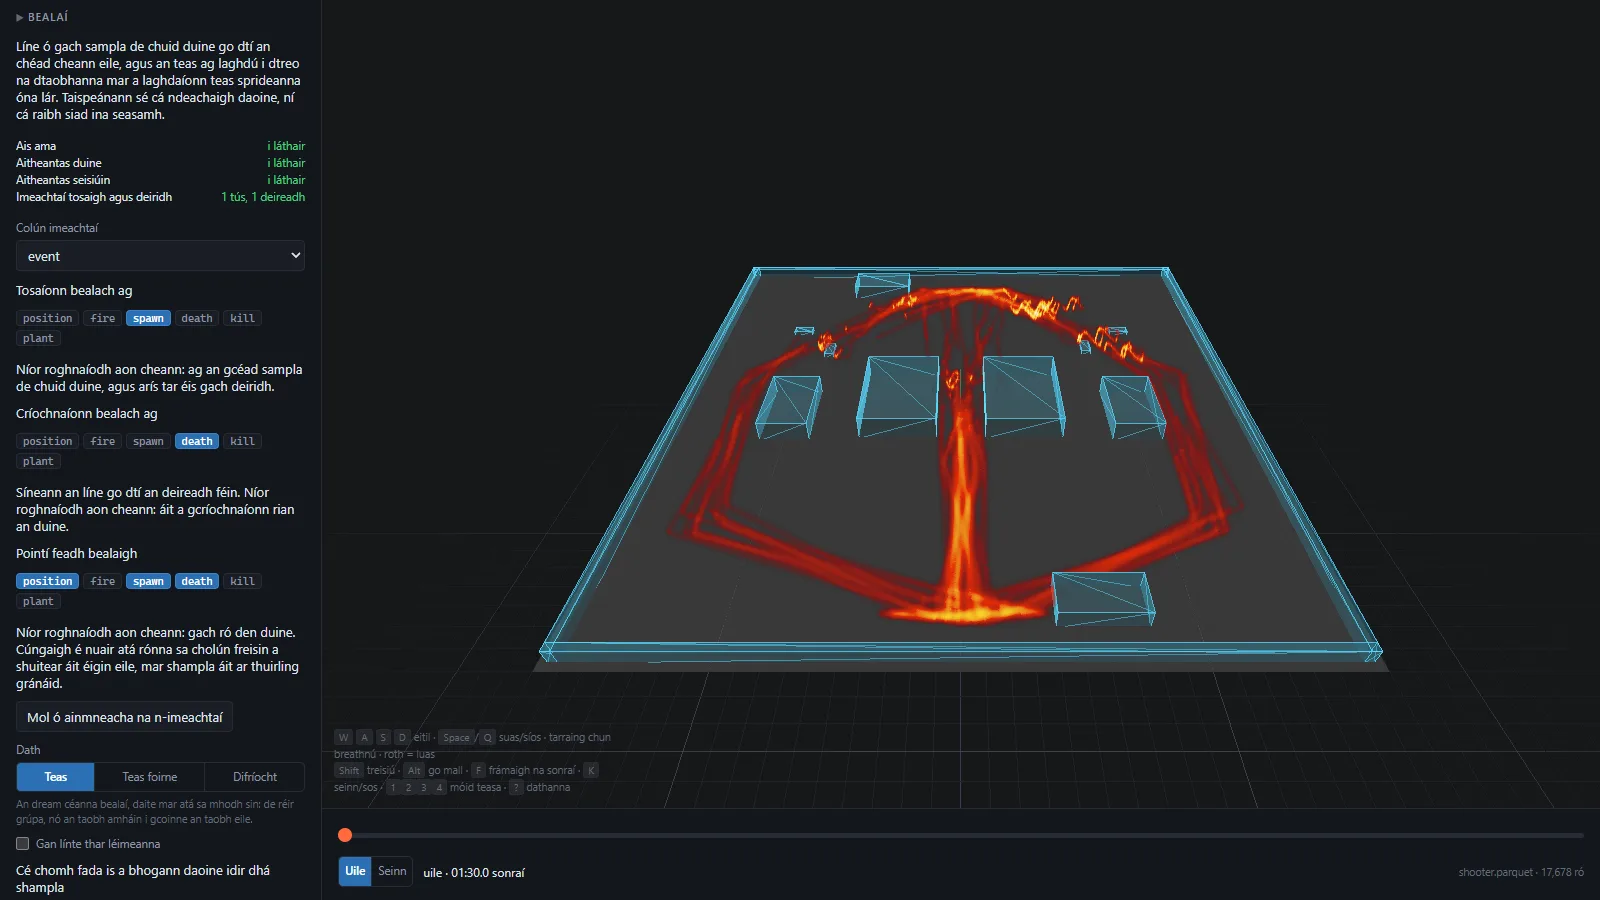 ▶ BEALAÍ
Líne ó gach sampla de chuid duine go dtí an
chéad cheann eile, agus an teas ag laghdú i dtreo
na dtaobhanna mar a laghdaíonn teas sprideanna
óna lár. Taispeánann sé cá ndeachaigh daoine, ní
cá raibh siad ina seasamh.
Ais ama i láthair
Aitheantas duine i láthair
Aitheantas seisiúin i láthair
Imeachtaí tosaigh agus deiridh 1 tús, 1 deireadh
Colún imeachtaí
event
Tosaíonn bealach ag
position fire spawn death kill
plant
Níor roghnaíodh aon cheann: ag an gcéad sampla
de chuid duine, agus arís tar éis gach deiridh.
Críochnaíonn bealach ag
position fire spawn death kill
plant
Síneann an líne go dtí an deireadh féin. Níor
roghnaíodh aon cheann: áit a gcríochnaíonn rian
an duine.
Pointí feadh bealaigh
position fire spawn death kill
plant
Níor roghnaíodh aon cheann: gach ró den duine.
Cúngaigh é nuair atá rónna sa cholún freisin a
shuitear áit éigin eile, mar shampla áit ar thuirling
gránáid.
Mol ó ainmneacha na n-imeachtaí
Dath
Teas Teas foirne Difríocht
An dream céanna bealaí, daite mar atá sa mhodh sin: de réir
grúpa, nó an taobh amháin i gcoinne an taobh eile.
Gan línte thar léimeanna
Cé chomh fada is a bhogann daoine idir dhá
shampla
W A S D eitil · Space / Q suas/síos · tarraing chun
breathnú · roth = luas
Shift treisiú · Alt go mall · F frámaigh na sonraí · K
seinn/sos · 1 2 3 4 móid teasa · ? dathanna
Uile Seinn uile · 01:30.0 sonraí
shooter.parquet · 17,678 ró